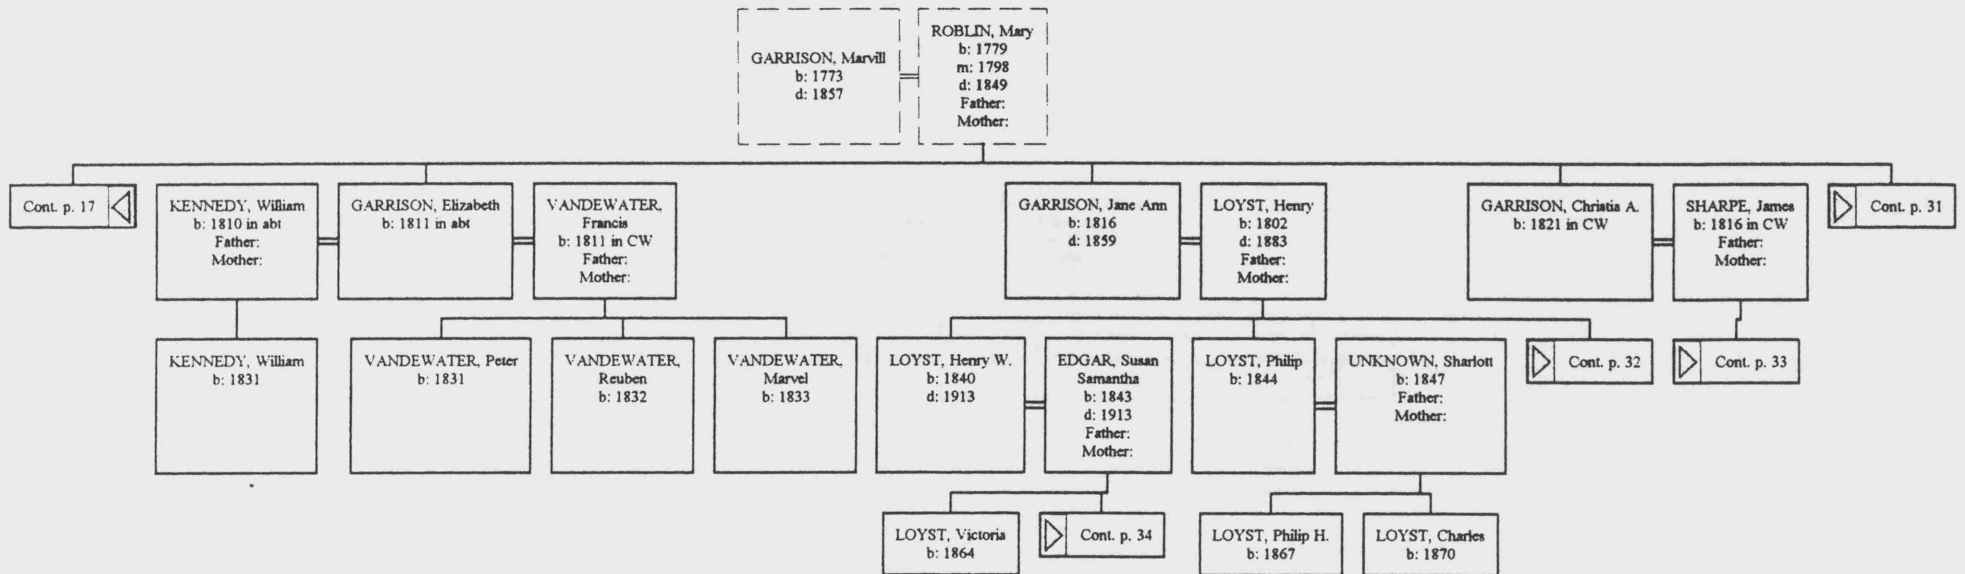 GARRISON, Marvill
b: 1773
d: 1857
ROBLIN, Mary
b: 1779
m: 1798
d: 1849
Father:
Mother:
Cont. p. 17
KENNEDY, William
b: 1810 in abt
Father:
Mother:
GARRISON, Elizabeth
b: 1811 in abt
VANDEWATER,
Francis
b: 1811 in CW
Father:
Mother:
GARRISON, Jane Ann
b: 1816
d: 1859
LOYST, Henry
b: 1802
d: 1883
Father:
Mother:
GARRISON, Christia A.
b: 1821 in CW
SHARPE, James
b: 1816 in CW
Father:
Mother:
Cont. p. 31
KENNEDY, William
b: 1831
VANDEWATER, Peter
b: 1831
VANDEWATER,
Reuben
b: 1832
VANDEWATER,
Marvel
b: 1833
LOYST, Henry W.
b: 1840
d: 1913
EDGAR, Susan
Samantha
b: 1843
d: 1913
Father:
Mother:
LOYST, Philip
b: 1844
UNKNOWN, Sharlott
b: 1847
Father:
Mother:
Cont. p. 32
Cont. p. 33
LOYST, Victoria
b: 1864
Cont. p. 34
LOYST, Philip H.
b: 1867
LOYST, Charles
b: 1870